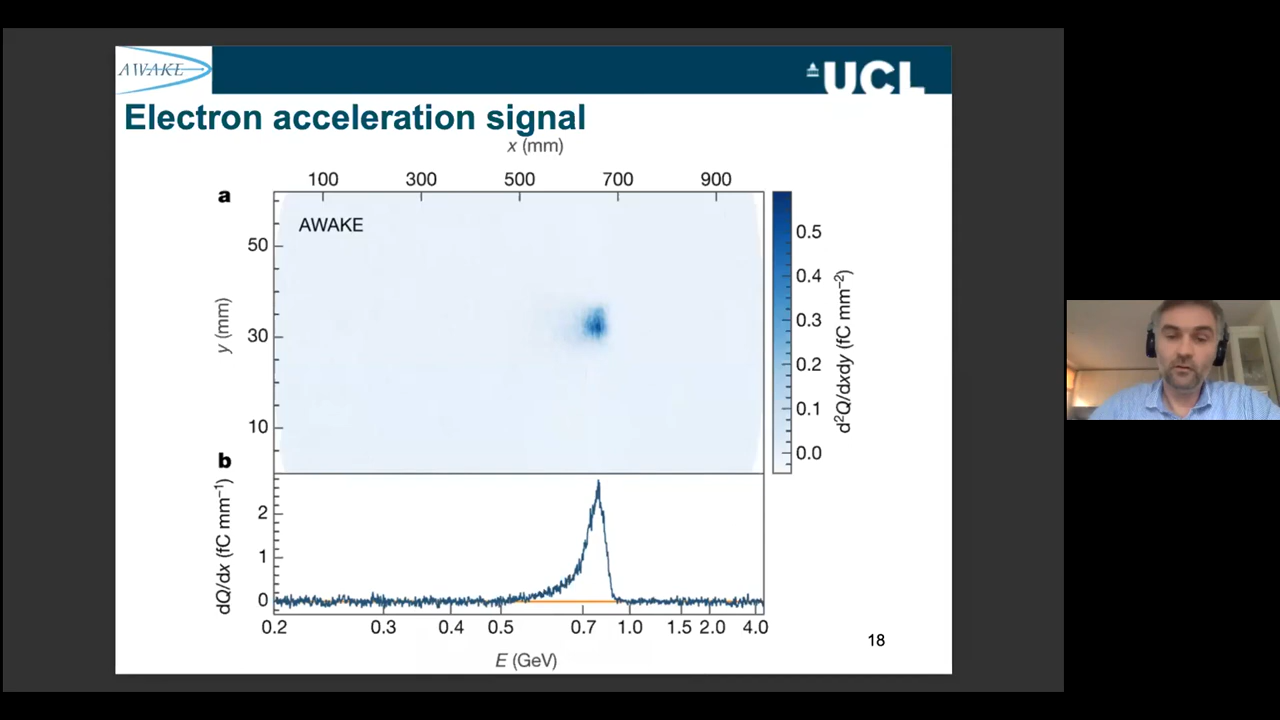 AWAKE
UCL
Electron acceleration signal
x (mm)
100 300 500 700 900
a
AWAKE
50
30
10
y (mm)
0.5
0.4
0.3
0.2
0.1
0.0
d²Q/dxdy (fC mm⁻²)
b
2
1
0
dQ/dx (fC mm⁻¹)
0.2 0.3 0.4 0.5 0.7 1.0 1.5 2.0 4.0
E (GeV)
18